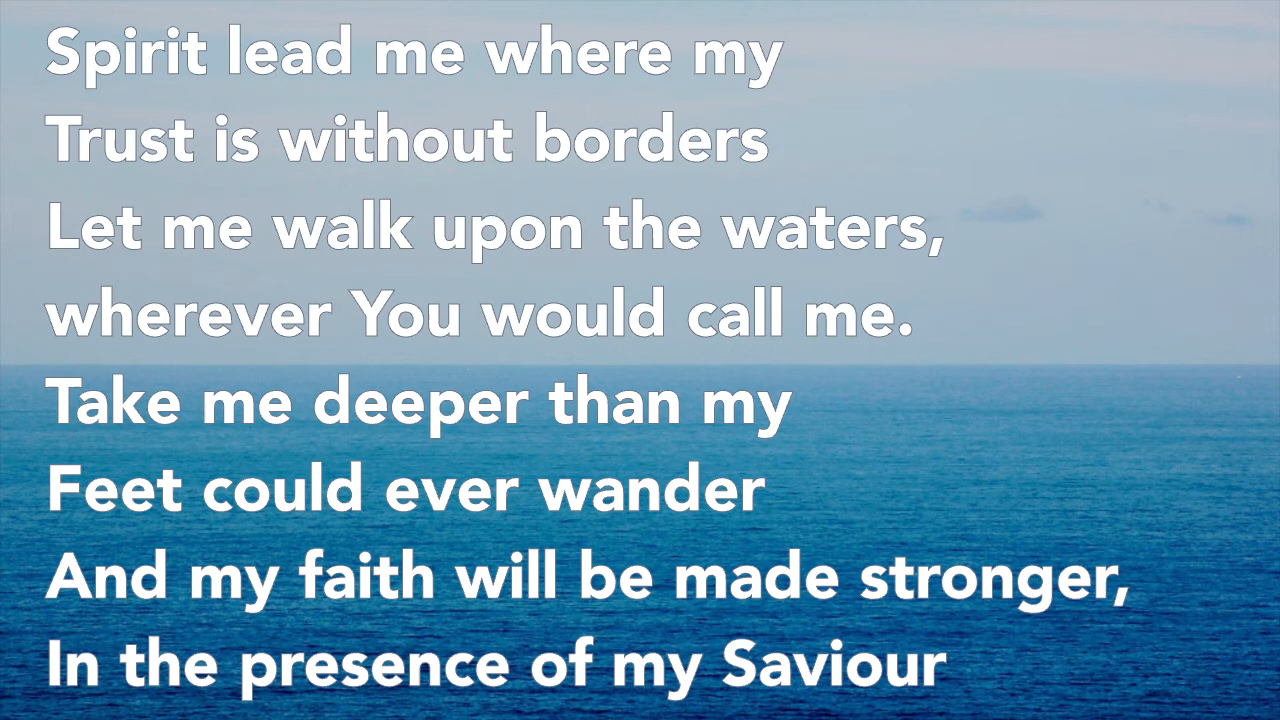 Spirit lead me where my
Trust is without borders
Let me walk upon the waters,
wherever You would call me.
Take me deeper than my
Feet could ever wander
And my faith will be made stronger,
In the presence of my Saviour